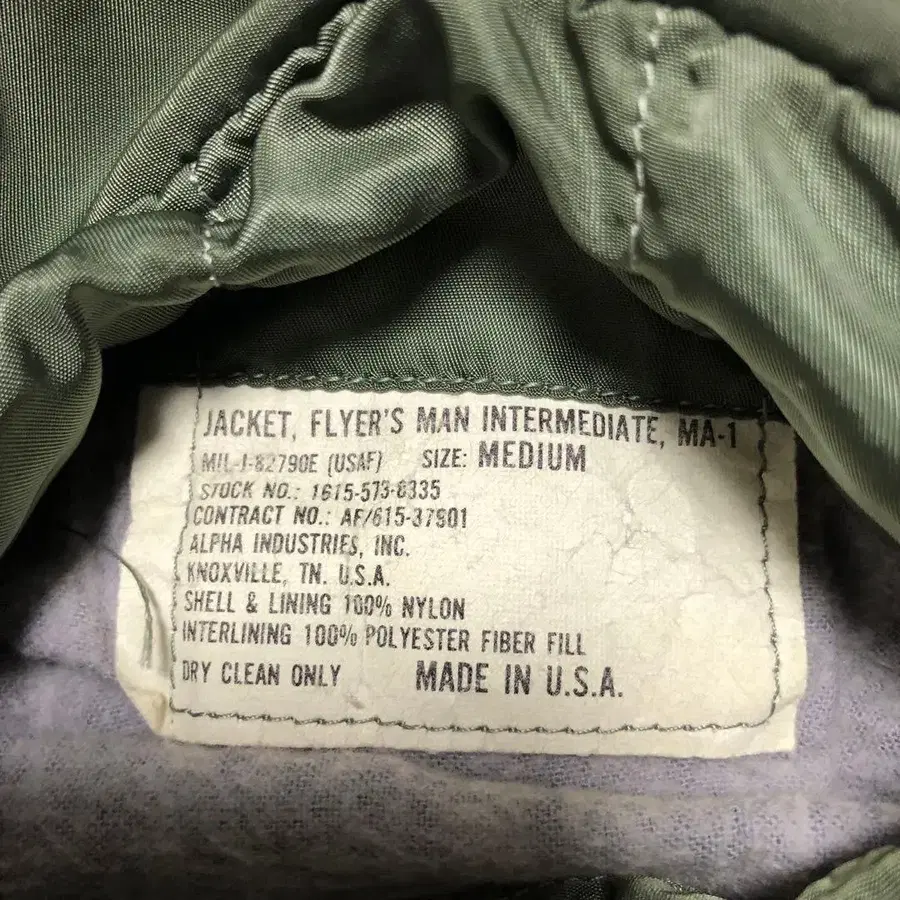 JACKET, FLYER'S MAN INTERMEDIATE, MA-1
MIL-J-82790E (USAF) SIZE: MEDIUM
STOCK NO.: 1615-573-8335
CONTRACT NO.: AF/615-37901
ALPHA INDUSTRIES, INC.
KNOXVILLE, TN. U.S.A.
SHELL & LINING 100% NYLON
INTERLINING 100% POLYESTER FIBER FILL
DRY CLEAN ONLY MADE IN U.S.A.